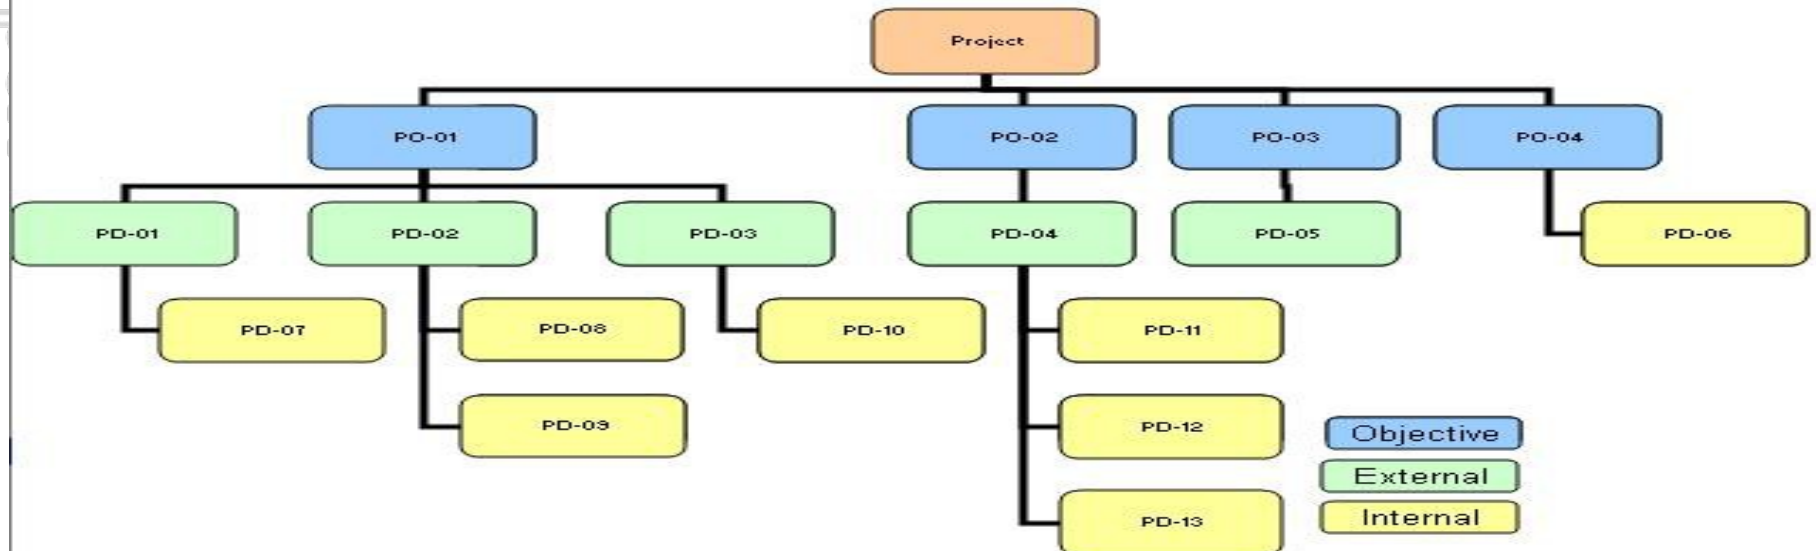 Project
PO-01
PO-02
PO-03
PO-04
PD-01
PD-02
PD-03
PD-04
PD-05
PD-06
PD-07
PD-08
PD-10
PD-11
PD-09
PD-12
Objective
External
PD-13
Internal